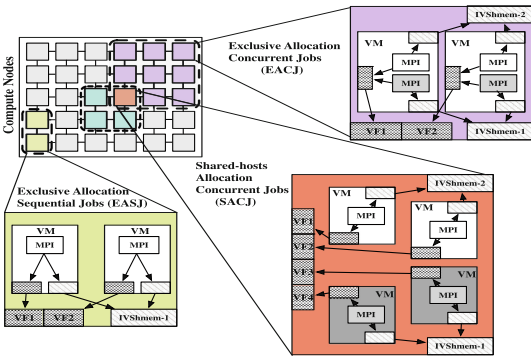 Compute Nodes
Exclusive Allocation
Concurrent Jobs
(EACJ)
IVShmem-2
VM
VM
MPI
MPI
MPI
MPI
VF1
VF2
IVShmem-1
Shared-hosts
Allocation
Concurrent Jobs
(SACJ)
Exclusive Allocation
Sequential Jobs (EASJ)
VM
VM
MPI
MPI
VF1
VF2
IVShmem-1
IVShmem-2
VM
VM
MPI
MPI
VF1
VF2
VF3
VF4
VM
VM
MPI
MPI
IVShmem-1